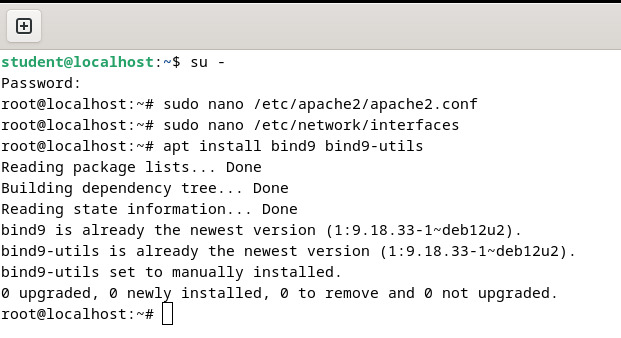 student@localhost:~$ su -
Password:
root@localhost:~# sudo nano /etc/apache2/apache2.conf
root@localhost:~# sudo nano /etc/network/interfaces
root@localhost:~# apt install bind9 bind9-utils
Reading package lists... Done
Building dependency tree... Done
Reading state information... Done
bind9 is already the newest version (1:9.18.33-1~deb12u2).
bind9-utils is already the newest version (1:9.18.33-1~deb12u2).
bind9-utils set to manually installed.
0 upgraded, 0 newly installed, 0 to remove and 0 not upgraded.
root@localhost:~#